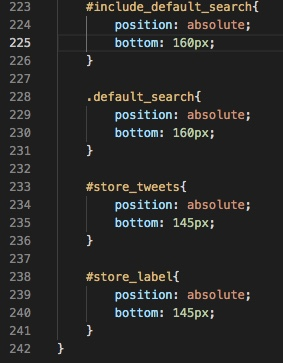 223 #include_default_search{
224 position: absolute;
225 bottom: 160px;
226 }
227
228 .default_search{
229 position: absolute;
230 bottom: 160px;
231 }
232
233 #store_tweets{
234 position: absolute;
235 bottom: 145px;
236 }
237
238 #store_label{
239 position: absolute;
240 bottom: 145px;
241 }
242 }